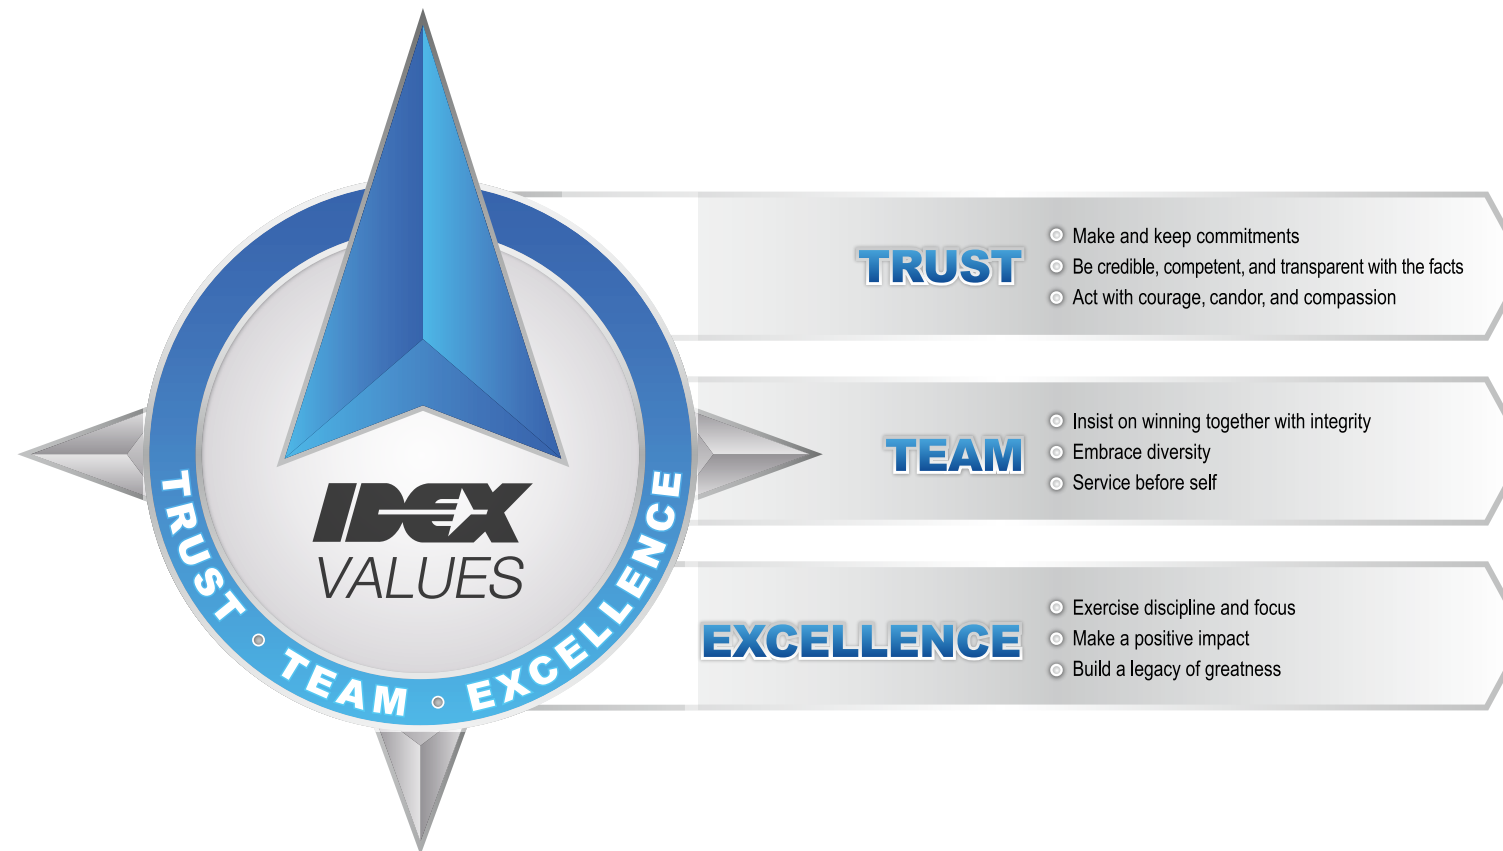 IDEX
VALUES
TRUST • TEAM • EXCELLENCE
TRUST
Make and keep commitments
Be credible, competent, and transparent with the facts
Act with courage, candor, and compassion
TEAM
Insist on winning together with integrity
Embrace diversity
Service before self
EXCELLENCE
Exercise discipline and focus
Make a positive impact
Build a legacy of greatness